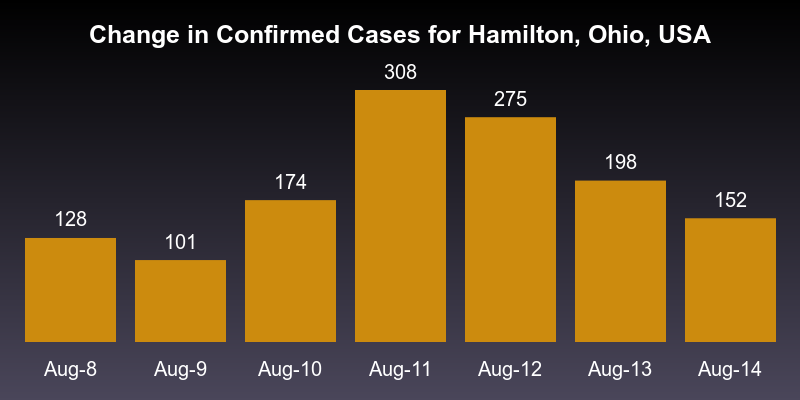 Change in Confirmed Cases for Hamilton, Ohio, USA
128 101 174 308 275 198 152
Aug-8 Aug-9 Aug-10 Aug-11 Aug-12 Aug-13 Aug-14